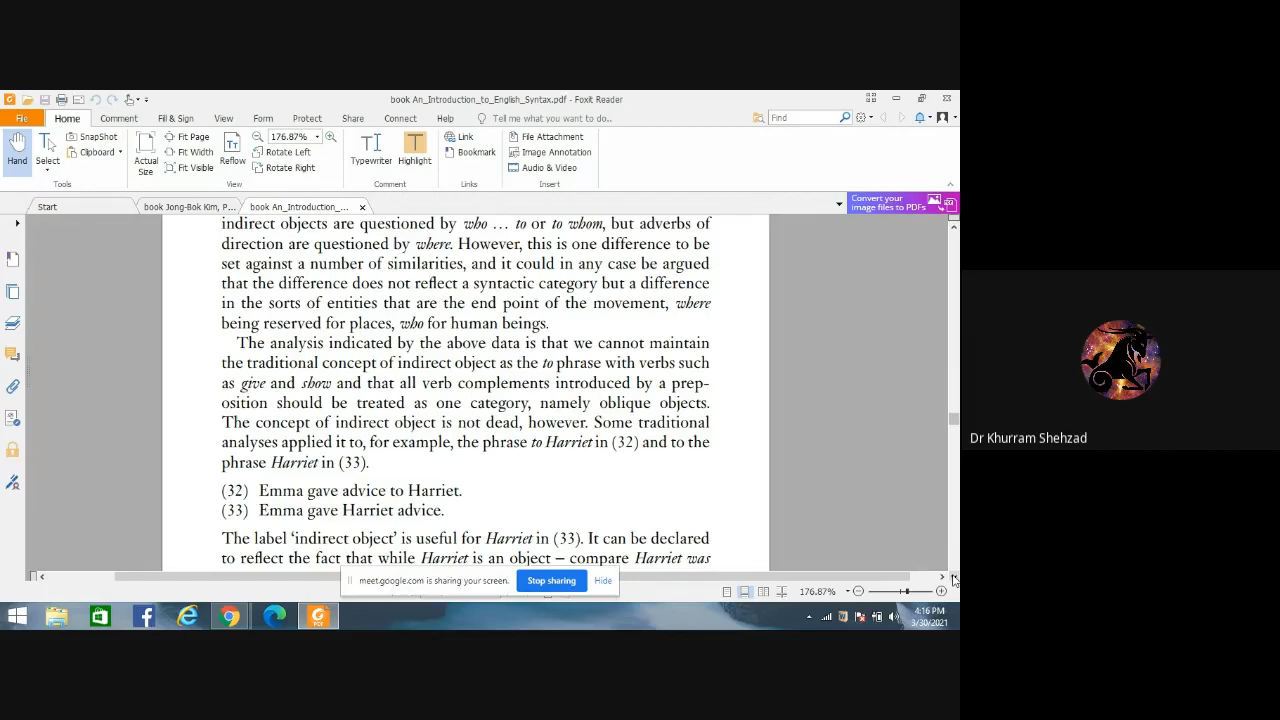 book An_Introduction_to_English_Syntax.pdf - Foxit Reader
File Home Comment Fill & Sign View Form Protect Share Connect Help Tell me what you want to do.. Find
Hand
Select
SnapShot
Clipboard
Actual Size
Fit Page
Fit Width
Fit Visible
Reflow
176.87%
Rotate Left
Rotate Right
Typewriter
Highlight
Link
Bookmark
File Attachment
Image Annotation
Audio & Video
Tools View Comment Links Insert
Start book Jong-Bok Kim, P... book An_Introduction_...
Convert your
image files to PDFs
indirect objects are questioned by who … to or to whom, but adverbs of
direction are questioned by where. However, this is one difference to be
set against a number of similarities, and it could in any case be argued
that the difference does not reflect a syntactic category but a difference
in the sorts of entities that are the end point of the movement, where
being reserved for places, who for human beings.
The analysis indicated by the above data is that we cannot maintain
the traditional concept of indirect object as the to phrase with verbs such
as give and show and that all verb complements introduced by a prep-
osition should be treated as one category, namely oblique objects.
The concept of indirect object is not dead, however. Some traditional
analyses applied it to, for example, the phrase to Harriet in (32) and to the
phrase Harriet in (33).
(32) Emma gave advice to Harriet.
(33) Emma gave Harriet advice.
The label ‘indirect object’ is useful for Harriet in (33). It can be declared
to reflect the fact that while Harriet is an object – compare Harriet was
meet.google.com is sharing your screen. Stop sharing Hide
176.87%
4:16 PM
3/30/2021
Dr Khurram Shehzad